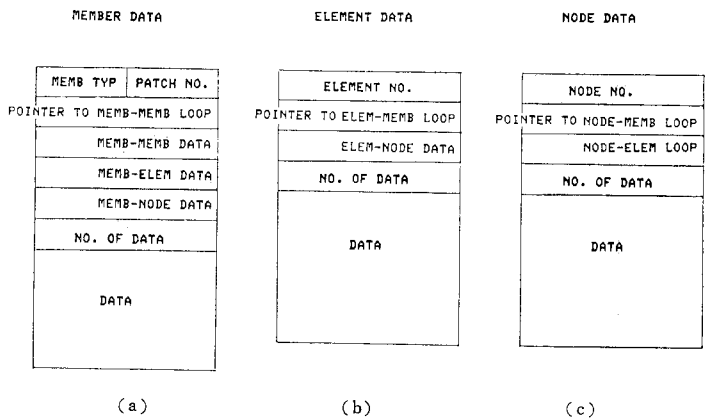 MEMBER DATA
MEMB TYP PATCH NO.
POINTER TO MEMB-MEMB LOOP
MEMB-MEMB DATA
MEMB-ELEM DATA
MEMB-NODE DATA
NO. OF DATA
DATA
(a)
ELEMENT DATA
ELEMENT NO.
POINTER TO ELEM-MEMB LOOP
ELEM-NODE DATA
NO. OF DATA
DATA
(b)
NODE DATA
NODE NO.
POINTER TO NODE-MEMB LOOP
NODE-ELEM LOOP
NO. OF DATA
DATA
(c)